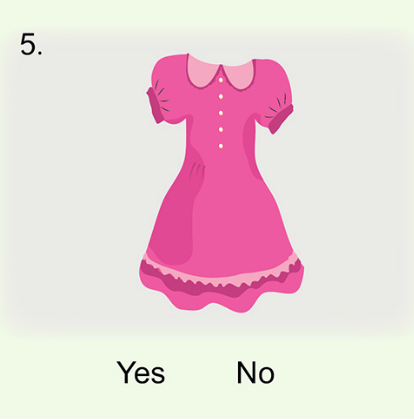 5.
Yes No